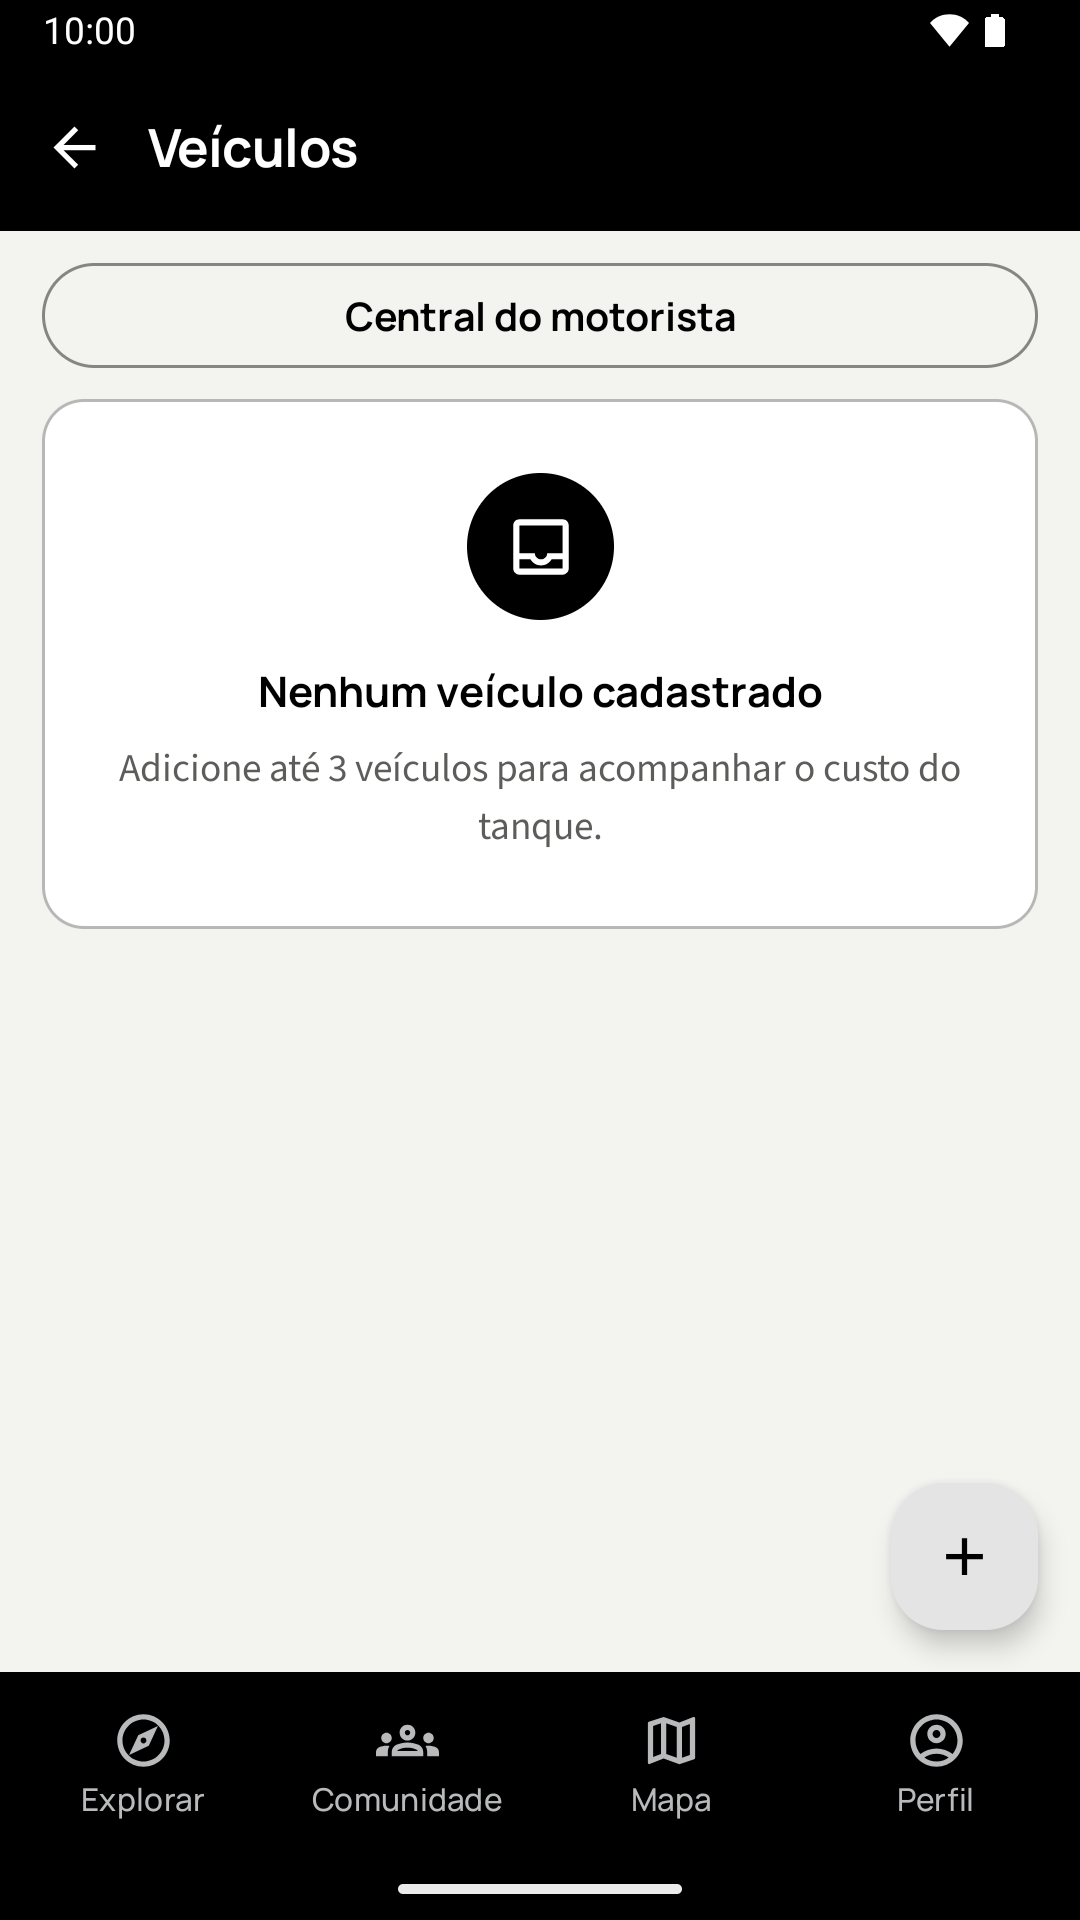 10:00
Veículos
Central do motorista
Nenhum veículo cadastrado
Adicione até 3 veículos para acompanhar o custo do
tanque.
Explorar
Comunidade
Mapa
Perfil